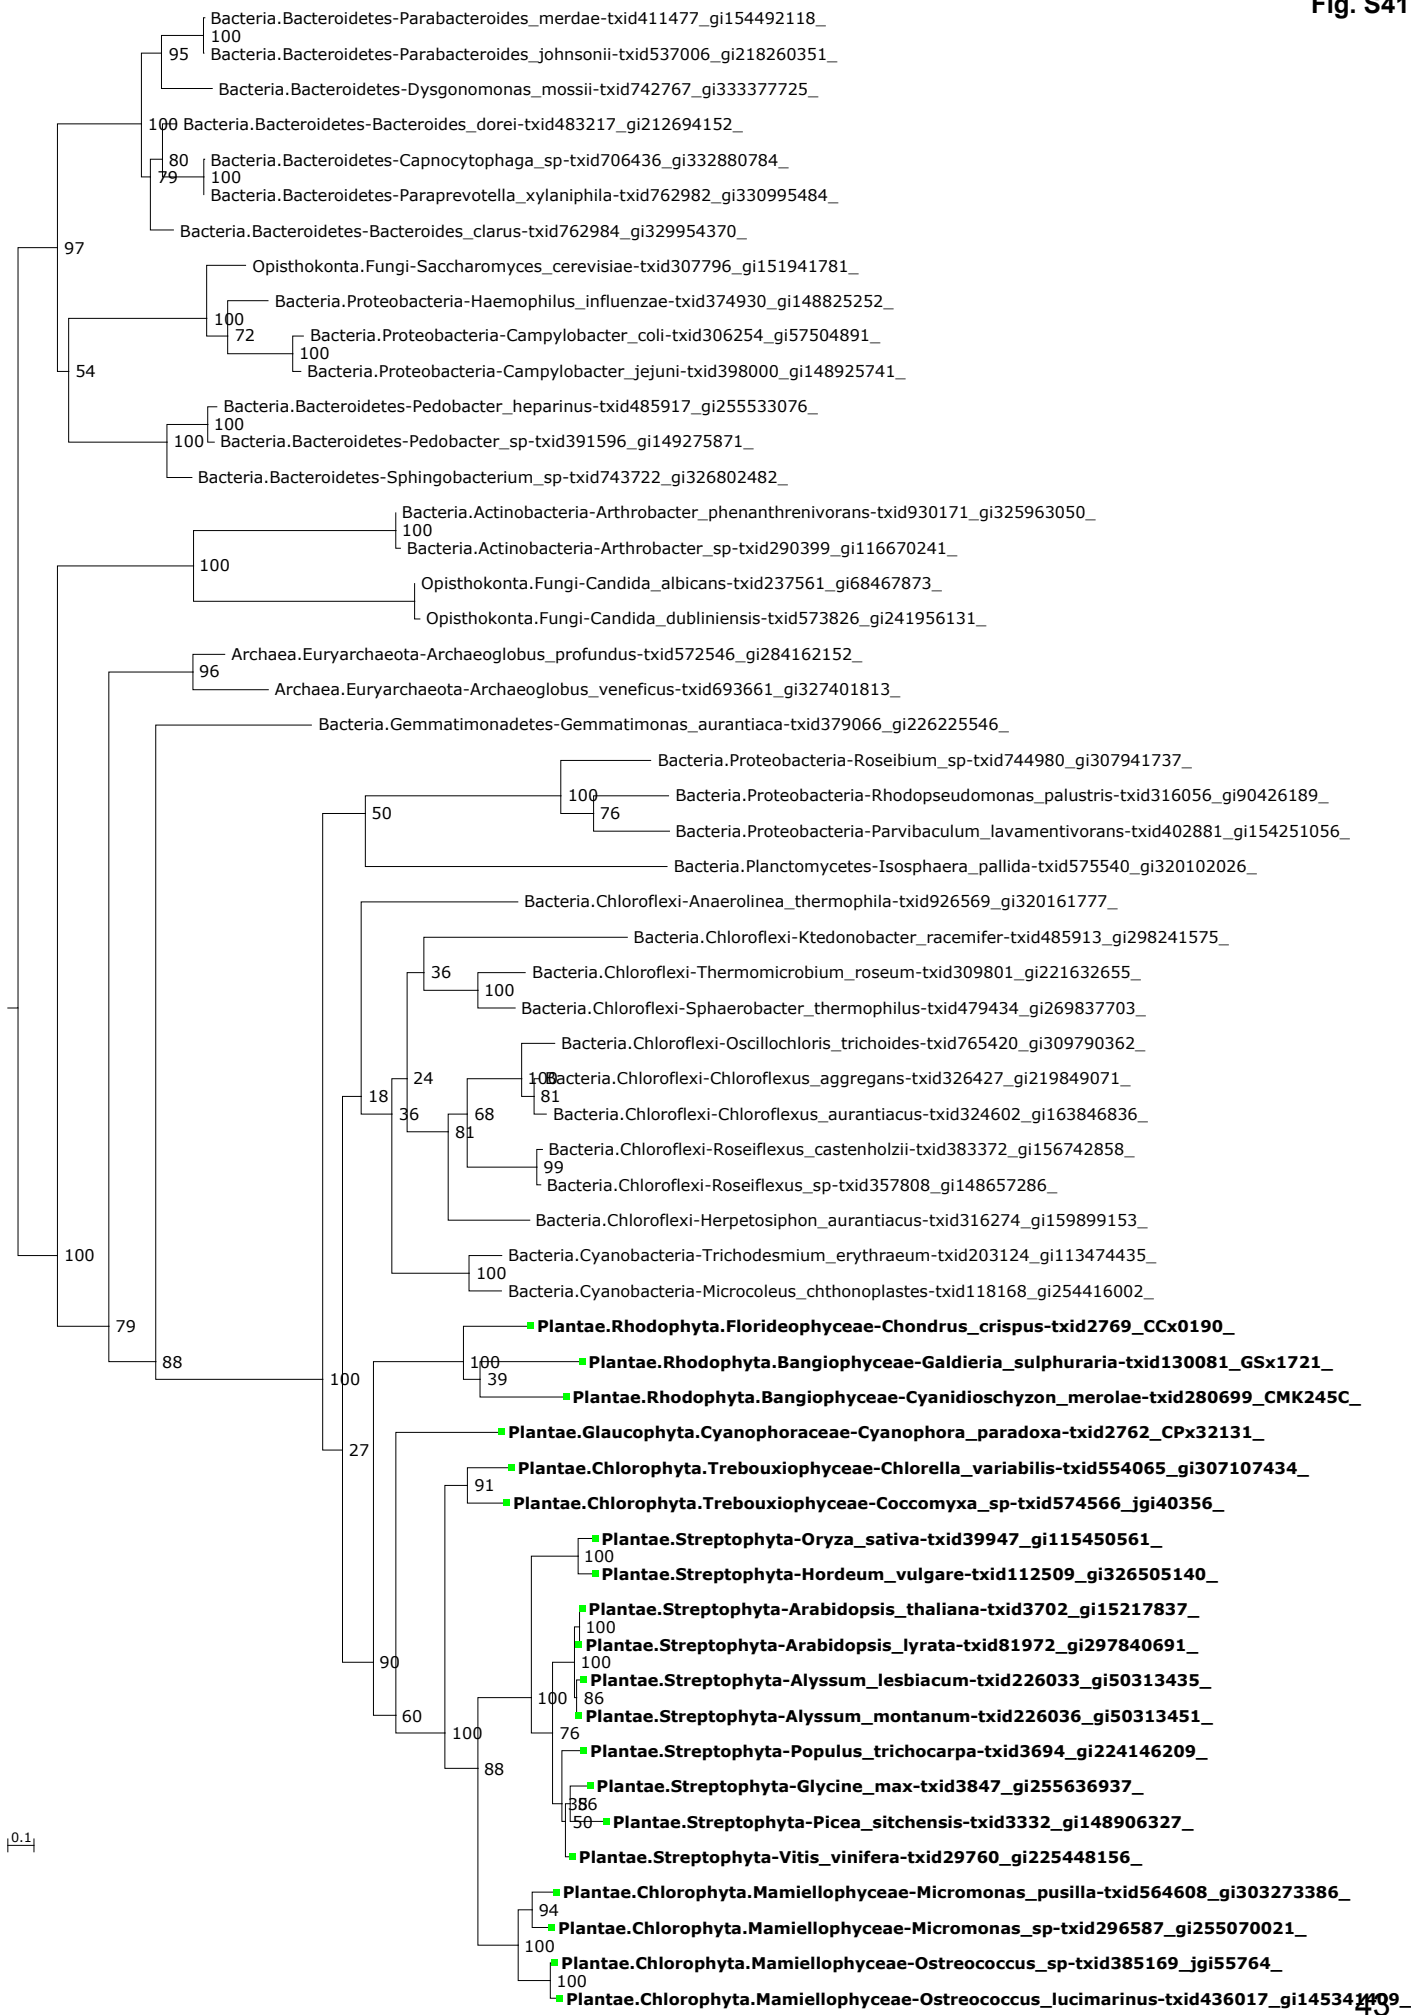 Fig. S41
Bacteria.Bacteroidetes-Parabacteroides_merdae-txid411477_gi154492118_
100
95
Bacteria.Bacteroidetes-Parabacteroides_johnsonii-txid537006_gi218260351_
Bacteria.Bacteroidetes-Dysgonomonas_mossii-txid742767_gi333377725_
100
Bacteria.Bacteroidetes-Bacteroides_dorei-txid483217_gi212694152_
80
Bacteria.Bacteroidetes-Capnocytophaga_sp-txid706436_gi332880784_
79
100
Bacteria.Bacteroidetes-Paraprevotella_xylaniphila-txid762982_gi330995484_
Bacteria.Bacteroidetes-Bacteroides_clarus-txid762984_gi329954370_
97
Opisthokonta.Fungi-Saccharomyces_cerevisiae-txid307796_gi151941781_
Bacteria.Proteobacteria-Haemophilus_influenzae-txid374930_gi148825252_
100
72
Bacteria.Proteobacteria-Campylobacter_coli-txid306254_gi57504891_
100
54
Bacteria.Proteobacteria-Campylobacter_jejuni-txid398000_gi148925741_
Bacteria.Bacteroidetes-Pedobacter_heparinus-txid485917_gi255533076_
100
100
Bacteria.Bacteroidetes-Pedobacter_sp-txid391596_gi149275871_
Bacteria.Bacteroidetes-Sphingobacterium_sp-txid743722_gi326802482_
Bacteria.Actinobacteria-Arthrobacter_phenanthrenivorans-txid930171_gi325963050_
100
Bacteria.Actinobacteria-Arthrobacter_sp-txid290399_gi116670241_
100
Opisthokonta.Fungi-Candida_albicans-txid237561_gi68467873_
Opisthokonta.Fungi-Candida_dubliniensis-txid573826_gi241956131_
Archaea.Euryarchaeota-Archaeoglobus_profundus-txid572546_gi284162152_
96
Archaea.Euryarchaeota-Archaeoglobus_veneficus-txid693661_gi327401813_
Bacteria.Gemmatimonadetes-Gemmatimonas_aurantiaca-txid379066_gi226225546_
Bacteria.Proteobacteria-Roseibium_sp-txid744980_gi307941737_
100
Bacteria.Proteobacteria-Rhodopseudomonas_palustris-txid316056_gi90426189_
50
76
Bacteria.Proteobacteria-Parvibaculum_lavamentivorans-txid402881_gi154251056_
Bacteria.Planctomycetes-Isosphaera_pallida-txid575540_gi320102026_
Bacteria.Chloroflexi-Anaerolinea_thermophila-txid926569_gi320161777_
Bacteria.Chloroflexi-Ktedonobacter_racemifer-txid485913_gi298241575_
36
Bacteria.Chloroflexi-Thermomicrobium_roseum-txid309801_gi221632655_
100
Bacteria.Chloroflexi-Sphaerobacter_thermophilus-txid479434_gi269837703_
Bacteria.Chloroflexi-Oscillochloris_trichoides-txid765420_gi309790362_
24
100
Bacteria.Chloroflexi-Chloroflexus_aggregans-txid326427_gi219849071_
18
81
36
68
Bacteria.Chloroflexi-Chloroflexus_aurantiacus-txid324602_gi163846836_
81
Bacteria.Chloroflexi-Roseiflexus_castenholzii-txid383372_gi156742858_
99
Bacteria.Chloroflexi-Roseiflexus_sp-txid357808_gi148657286_
Bacteria.Chloroflexi-Herpetosiphon_aurantiacus-txid316274_gi159899153_
100
Bacteria.Cyanobacteria-Trichodesmium_erythraeum-txid203124_gi113474435_
100
Bacteria.Cyanobacteria-Microcoleus_chthonoplastes-txid118168_gi254416002_
79
Plantae.Rhodophyta.Florideophyceae-Chondrus_crispus-txid2769_CCx0190_
88
100
Plantae.Rhodophyta.Bangiophyceae-Galdieria_sulphuraria-txid130081_GSx1721_
100
39
Plantae.Rhodophyta.Bangiophyceae-Cyanidioschyzon_merolae-txid280699_CMK245C_
Plantae.Glaucophyta.Cyanophoraceae-Cyanophora_paradoxa-txid2762_CPx32131_
27
Plantae.Chlorophyta.Trebouxiophyceae-Chlorella_variabilis-txid554065_gi307107434_
91
Plantae.Chlorophyta.Trebouxiophyceae-Coccomyxa_sp-txid574566_jgi40356_
Plantae.Streptophyta-Oryza_sativa-txid39947_gi115450561_
100
Plantae.Streptophyta-Hordeum_vulgare-txid112509_gi326505140_
Plantae.Streptophyta-Arabidopsis_thaliana-txid3702_gi15217837_
100
Plantae.Streptophyta-Arabidopsis_lyrata-txid81972_gi297840691_
90
100
Plantae.Streptophyta-Alyssum_lesbiacum-txid226033_gi50313435_
100
86
60
Plantae.Streptophyta-Alyssum_montanum-txid226036_gi50313451_
100
76
Plantae.Streptophyta-Populus_trichocarpa-txid3694_gi224146209_
88
Plantae.Streptophyta-Glycine_max-txid3847_gi255636937_
50
Plantae.Streptophyta-Picea_sitchensis-txid3332_gi148906327_
0.1
Plantae.Streptophyta-Vitis_vinifera-txid29760_gi225448156_
Plantae.Chlorophyta.Mamiellophyceae-Micromonas_pusilla-txid564608_gi303273386_
94
Plantae.Chlorophyta.Mamiellophyceae-Micromonas_sp-txid296587_gi255070021_
100
Plantae.Chlorophyta.Mamiellophyceae-Ostreococcus_sp-txid385169_jgi55764_
100
Plantae.Chlorophyta.Mamiellophyceae-Ostreococcus_lucimarinus-txid436017_gi145341409_
43